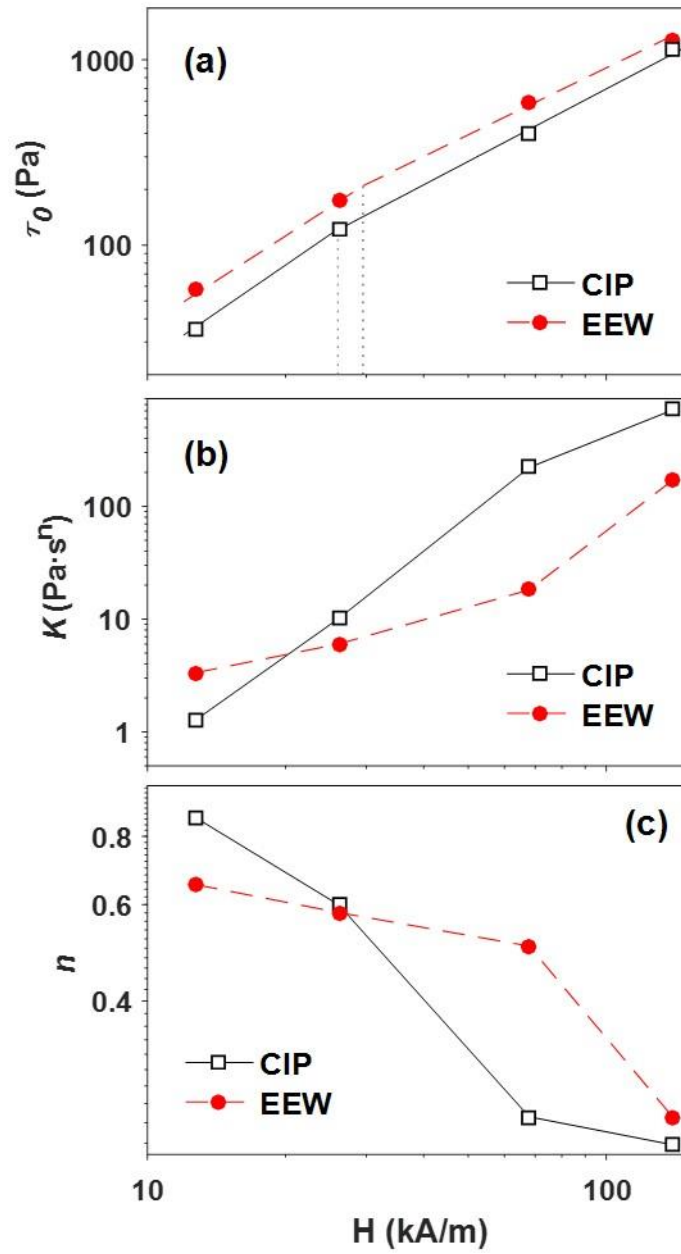 (a)
1000
100
τ0 (Pa)
CIP
EEW
(b)
100
10
1
K (Pa·s^n)
CIP
EEW
(c)
0.8
0.6
0.4
n
CIP
EEW
10
100
H (kA/m)